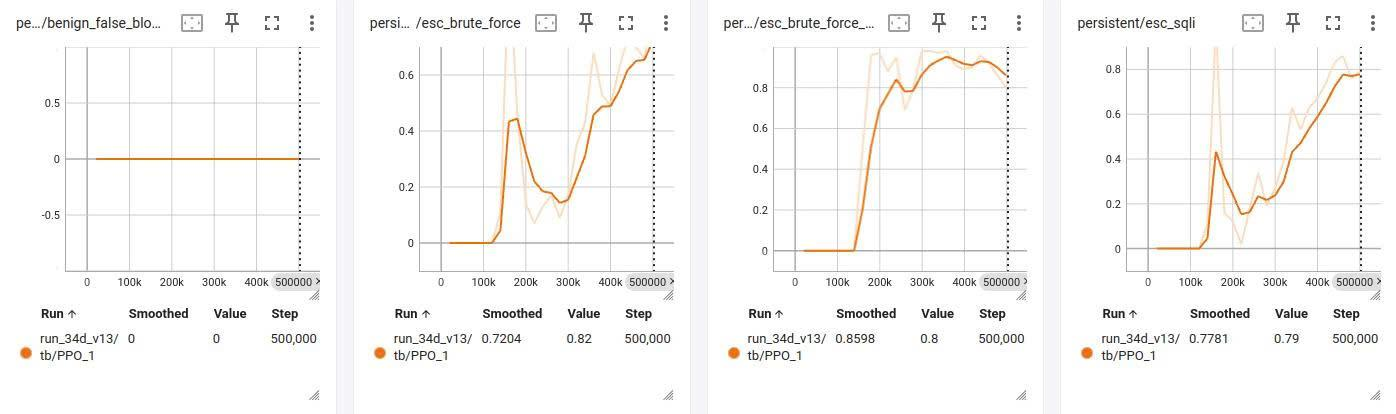 pe…/benign_false_blo…
0.5
0
-0.5
0 100k 200k 300k 400k 500000
Run ↑ Smoothed Value Step
run_34d_v13/ 0 0 500,000
tb/PPO_1
persi… /esc_brute_force
0.6
0.4
0.2
0
0 100k 200k 300k 400k 500000
Run ↑ Smoothed Value Step
run_34d_v13/ 0.7204 0.82 500,000
tb/PPO_1
per…/esc_brute_force_…
0.8
0.6
0.4
0.2
0
0 100k 200k 300k 400k 500000
Run ↑ Smoothed Value Step
run_34d_v13/ 0.8598 0.8 500,000
tb/PPO_1
persistent/esc_sqli
0.8
0.6
0.4
0.2
0
0 100k 200k 300k 400k 500000
Run ↑ Smoothed Value Step
run_34d_v13/ 0.7781 0.79 500,000
tb/PPO_1